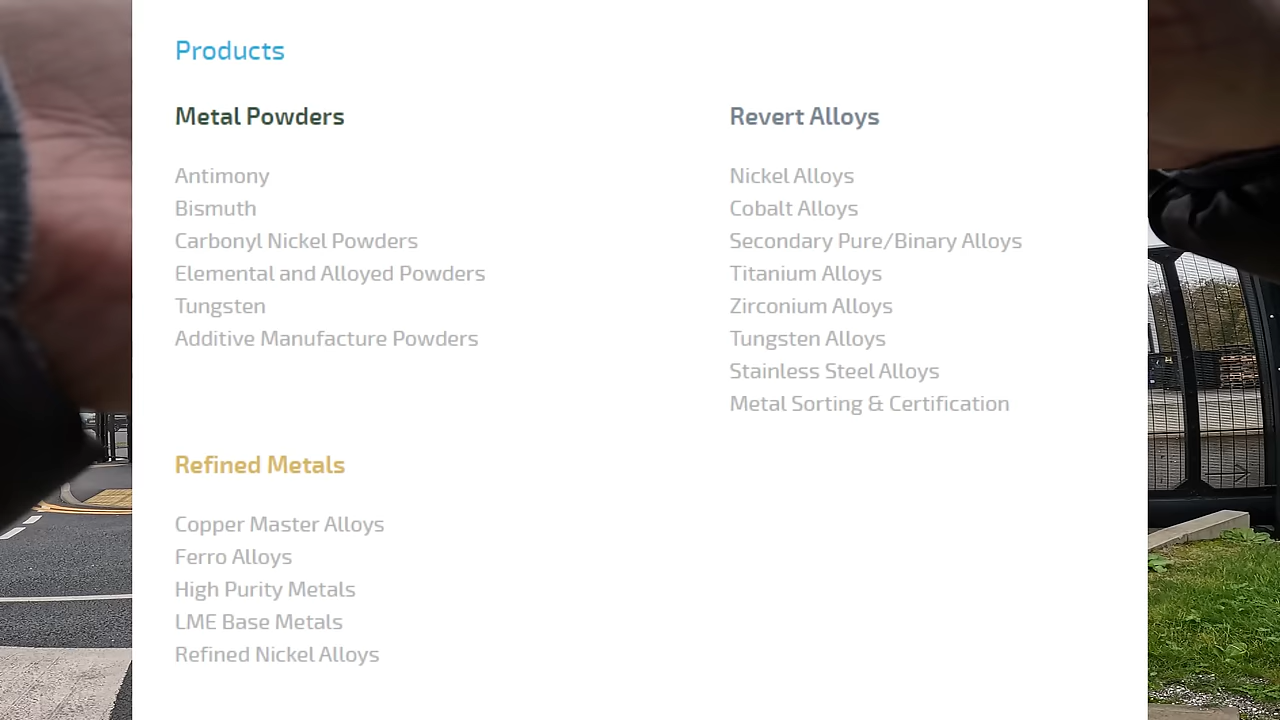 Products
Metal Powders
Antimony
Bismuth
Carbonyl Nickel Powders
Elemental and Alloyed Powders
Tungsten
Additive Manufacture Powders
Revert Alloys
Nickel Alloys
Cobalt Alloys
Secondary Pure/Binary Alloys
Titanium Alloys
Zirconium Alloys
Tungsten Alloys
Stainless Steel Alloys
Metal Sorting & Certification
Refined Metals
Copper Master Alloys
Ferro Alloys
High Purity Metals
LME Base Metals
Refined Nickel Alloys